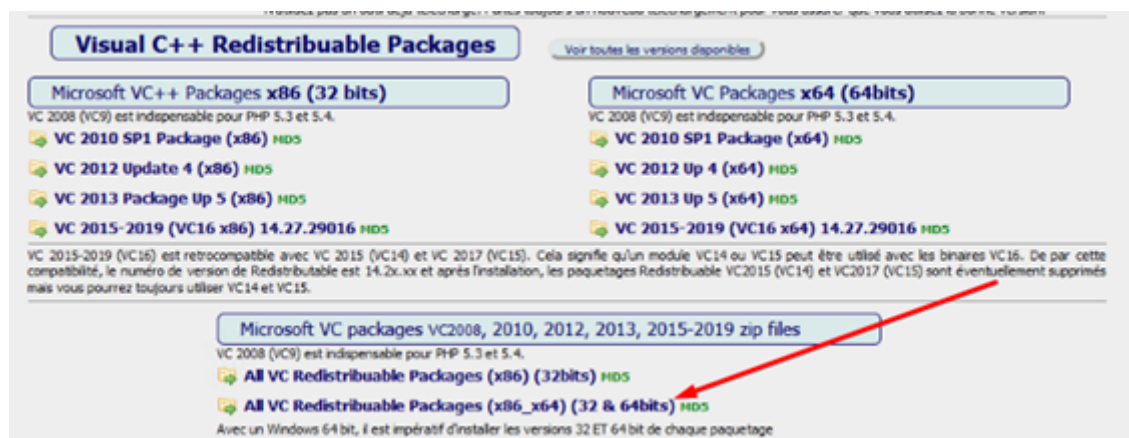 Visual C++ Redistribuable Packages
Voir toutes les versions disponibles
Microsoft VC++ Packages x86 (32 bits)
VC 2008 (VC9) est indispensable pour PHP 5.3 et 5.4.
VC 2010 SP1 Package (x86) MD5
VC 2012 Update 4 (x86) MD5
VC 2013 Package Up 5 (x86) MD5
VC 2015-2019 (VC16 x86) 14.27.29016 MD5
Microsoft VC Packages x64 (64bits)
VC 2008 (VC9) est indispensable pour PHP 5.3 et 5.4.
VC 2010 SP1 Package (x64) MD5
VC 2012 Up 4 (x64) MD5
VC 2013 Up 5 (x64) MD5
VC 2015-2019 (VC16 x64) 14.27.29016 MD5
VC 2015-2019 (VC16) est retrocompatible avec VC 2015 (VC14) et VC 2017 (VC15). Cela signifie qu'un module VC14 ou VC15 peut être utilisé avec les binaires VC16. De par cette
compatibilité, le numéro de version de Redistributable est 14.2x.xx et après l'installation, les paquetages Redistribuable VC2015 (VC14) et VC2017 (VC15) sont éventuellement supprimés
mais vous pourrez toujours utiliser VC14 et VC15.
Microsoft VC packages VC2008, 2010, 2012, 2013, 2015-2019 zip files
VC 2008 (VC9) est indispensable pour PHP 5.3 et 5.4.
All VC Redistribuable Packages (x86) (32bits) MD5
All VC Redistribuable Packages (x86_x64) (32 & 64bits) MD5
Avec un Windows 64 bit, il est impératif d'installer les versions 32 ET 64 bit de chaque paquetage